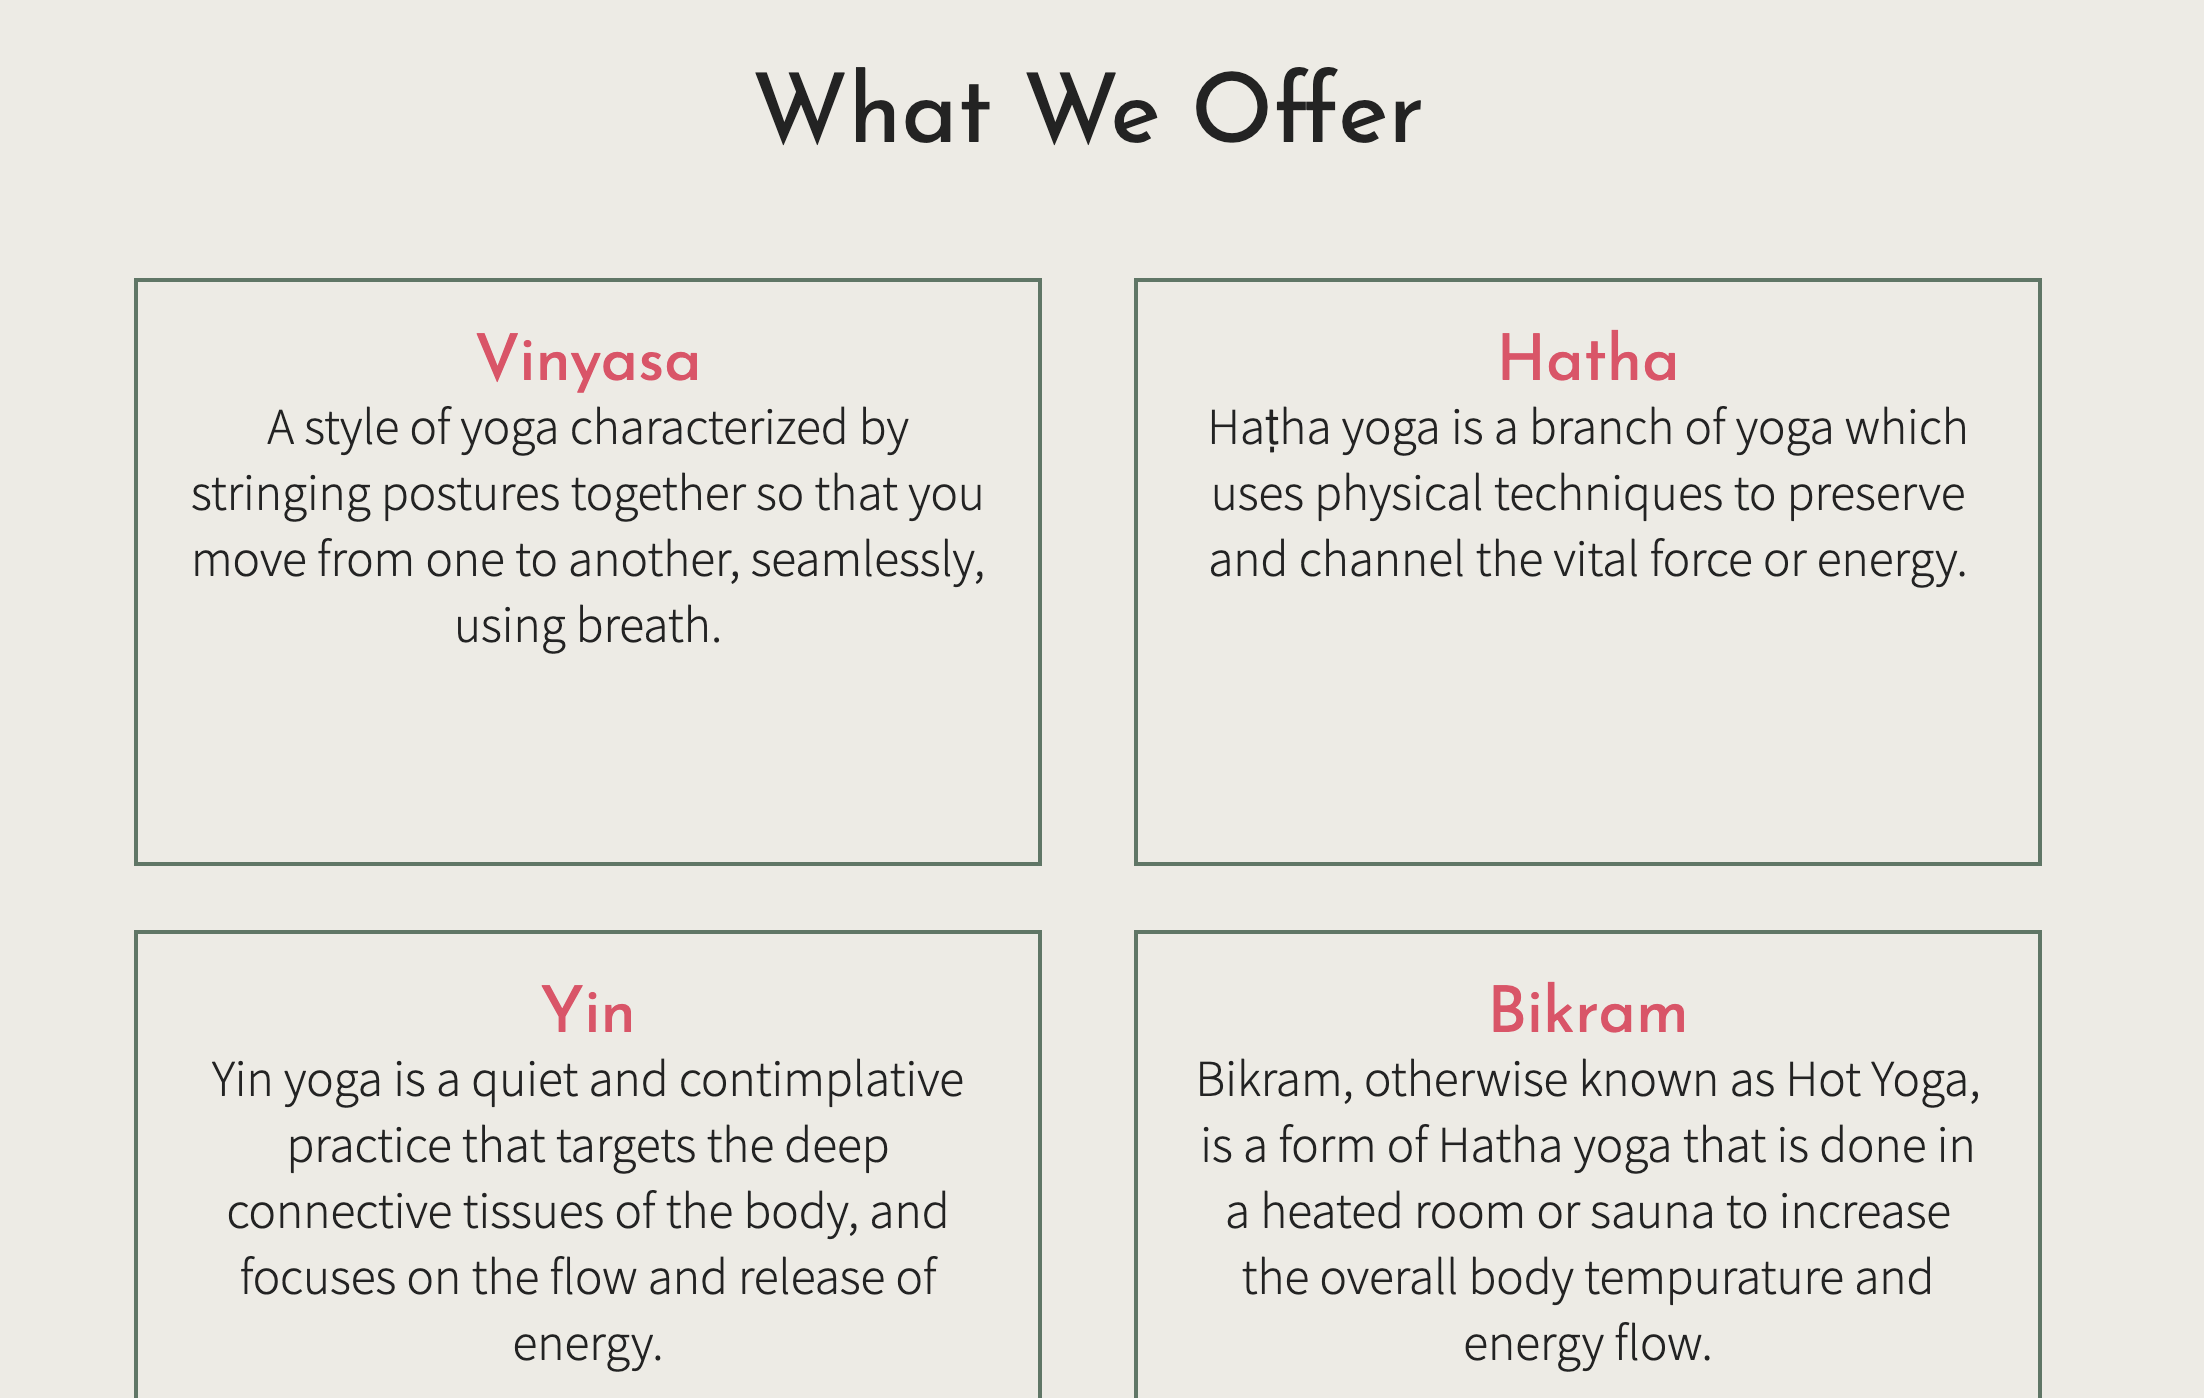 What We Offer
Vinyasa
A style of yoga characterized by
stringing postures together so that you
move from one to another, seamlessly,
using breath.
Hatha
Haṭha yoga is a branch of yoga which
uses physical techniques to preserve
and channel the vital force or energy.
Yin
Yin yoga is a quiet and contimplative
practice that targets the deep
connective tissues of the body, and
focuses on the flow and release of
energy.
Bikram
Bikram, otherwise known as Hot Yoga,
is a form of Hatha yoga that is done in
a heated room or sauna to increase
the overall body tempurature and
energy flow.